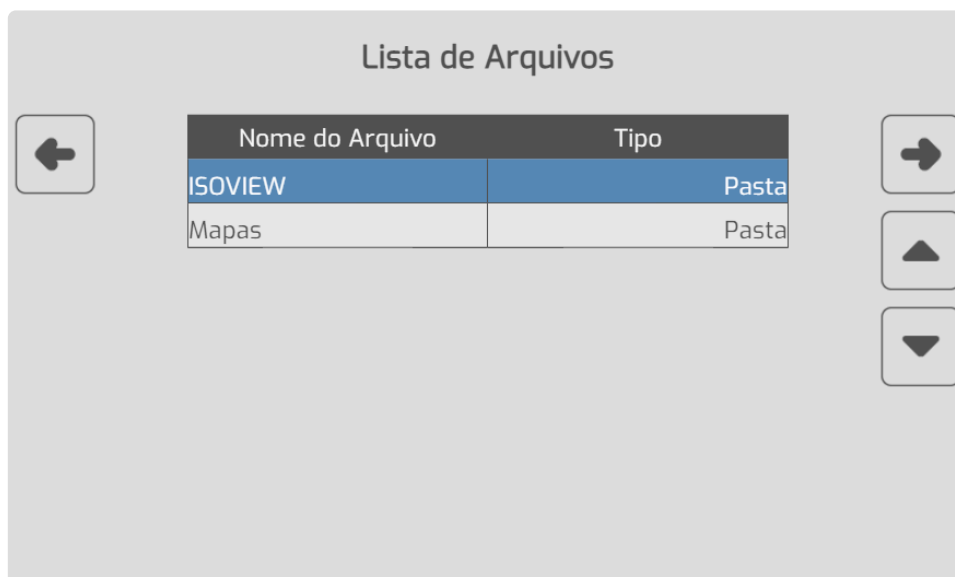 Lista de Arquivos
Nome do Arquivo Tipo
ISOVIEW Pasta
Mapas Pasta